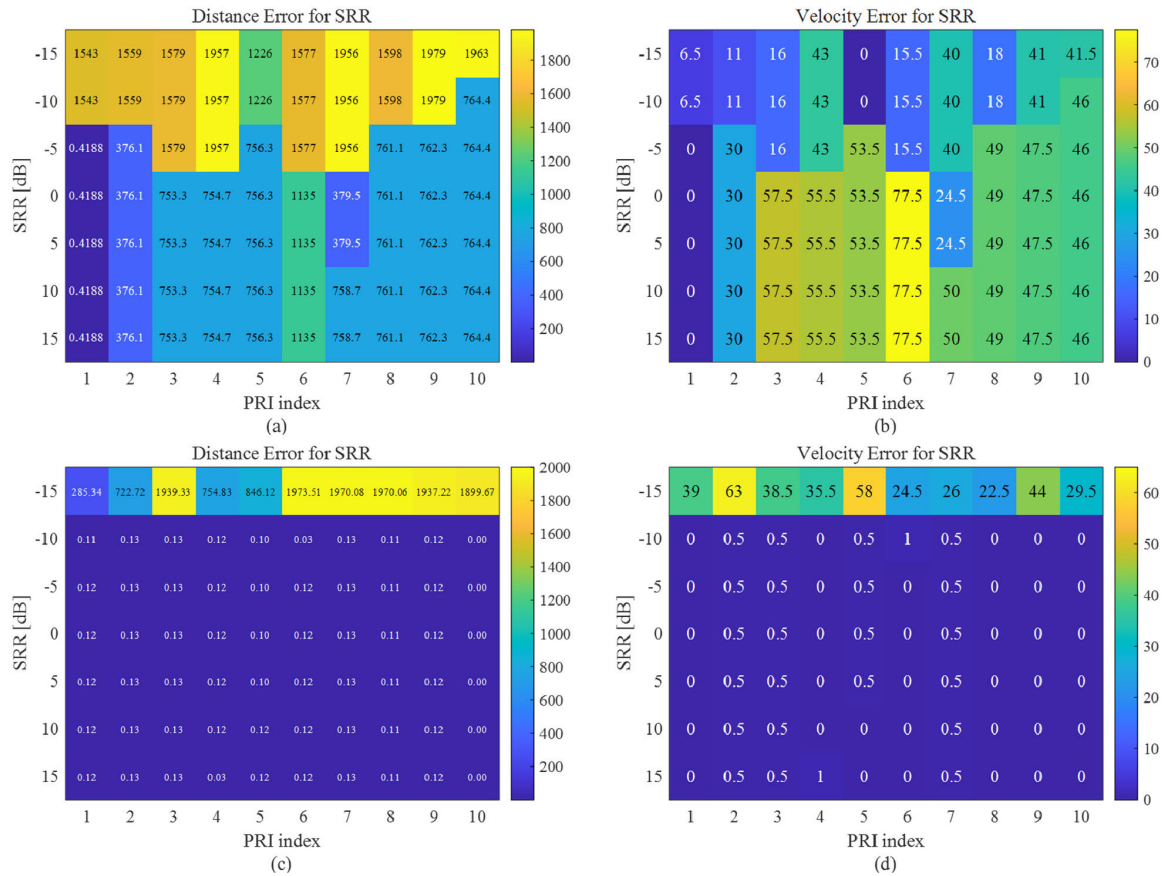 Distance Error for SRR
-15 1543 1559 1579 1957 1226 1577 1956 1598 1979 1963
-10 1543 1559 1579 1957 1226 1577 1956 1598 1979 764.4
-5 0.4188 376.1 1579 1957 756.3 1577 1956 761.1 762.3 764.4
0 0.4188 376.1 753.3 754.7 756.3 1135 379.5 761.1 762.3 764.4
5 0.4188 376.1 753.3 754.7 756.3 1135 379.5 761.1 762.3 764.4
10 0.4188 376.1 753.3 754.7 756.3 1135 758.7 761.1 762.3 764.4
15 0.4188 376.1 753.3 754.7 756.3 1135 758.7 761.1 762.3 764.4
SRR [dB]
1 2 3 4 5 6 7 8 9 10
PRI index
1800
1600
1400
1200
1000
800
600
400
200
(a)
Velocity Error for SRR
-15 6.5 11 16 43 0 15.5 40 18 41 41.5
-10 6.5 11 16 43 0 15.5 40 18 41 46
-5 0 30 16 43 53.5 15.5 40 49 47.5 46
0 0 30 57.5 55.5 53.5 77.5 24.5 49 47.5 46
5 0 30 57.5 55.5 53.5 77.5 24.5 49 47.5 46
10 0 30 57.5 55.5 53.5 77.5 50 49 47.5 46
15 0 30 57.5 55.5 53.5 77.5 50 49 47.5 46
SRR [dB]
1 2 3 4 5 6 7 8 9 10
PRI index
70
60
50
40
30
20
10
0
(b)
Distance Error for SRR
-15 285.34 722.72 1939.33 754.83 846.12 1973.51 1970.08 1970.06 1937.22 1899.67
-10 0.11 0.13 0.13 0.12 0.10 0.03 0.13 0.11 0.12 0.00
-5 0.12 0.13 0.13 0.12 0.10 0.12 0.13 0.11 0.12 0.00
0 0.12 0.13 0.13 0.12 0.10 0.12 0.13 0.11 0.12 0.00
5 0.12 0.13 0.13 0.12 0.10 0.12 0.13 0.11 0.12 0.00
10 0.12 0.13 0.13 0.12 0.12 0.12 0.13 0.11 0.12 0.00
15 0.12 0.13 0.13 0.03 0.12 0.12 0.13 0.11 0.12 0.00
SRR [dB]
1 2 3 4 5 6 7 8 9 10
PRI index
2000
1800
1600
1400
1200
1000
800
600
400
200
(c)
Velocity Error for SRR
-15 39 63 38.5 35.5 58 24.5 26 22.5 44 29.5
-10 0 0.5 0.5 0 0.5 1 0.5 0 0 0
-5 0 0.5 0.5 0 0.5 0 0.5 0 0 0
0 0 0.5 0.5 0 0.5 0 0.5 0 0 0
5 0 0.5 0.5 0 0.5 0 0.5 0 0 0
10 0 0.5 0.5 0 0 0 0.5 0 0 0
15 0 0.5 0.5 1 0 0 0.5 0 0 0
SRR [dB]
1 2 3 4 5 6 7 8 9 10
PRI index
60
50
40
30
20
10
0
(d)